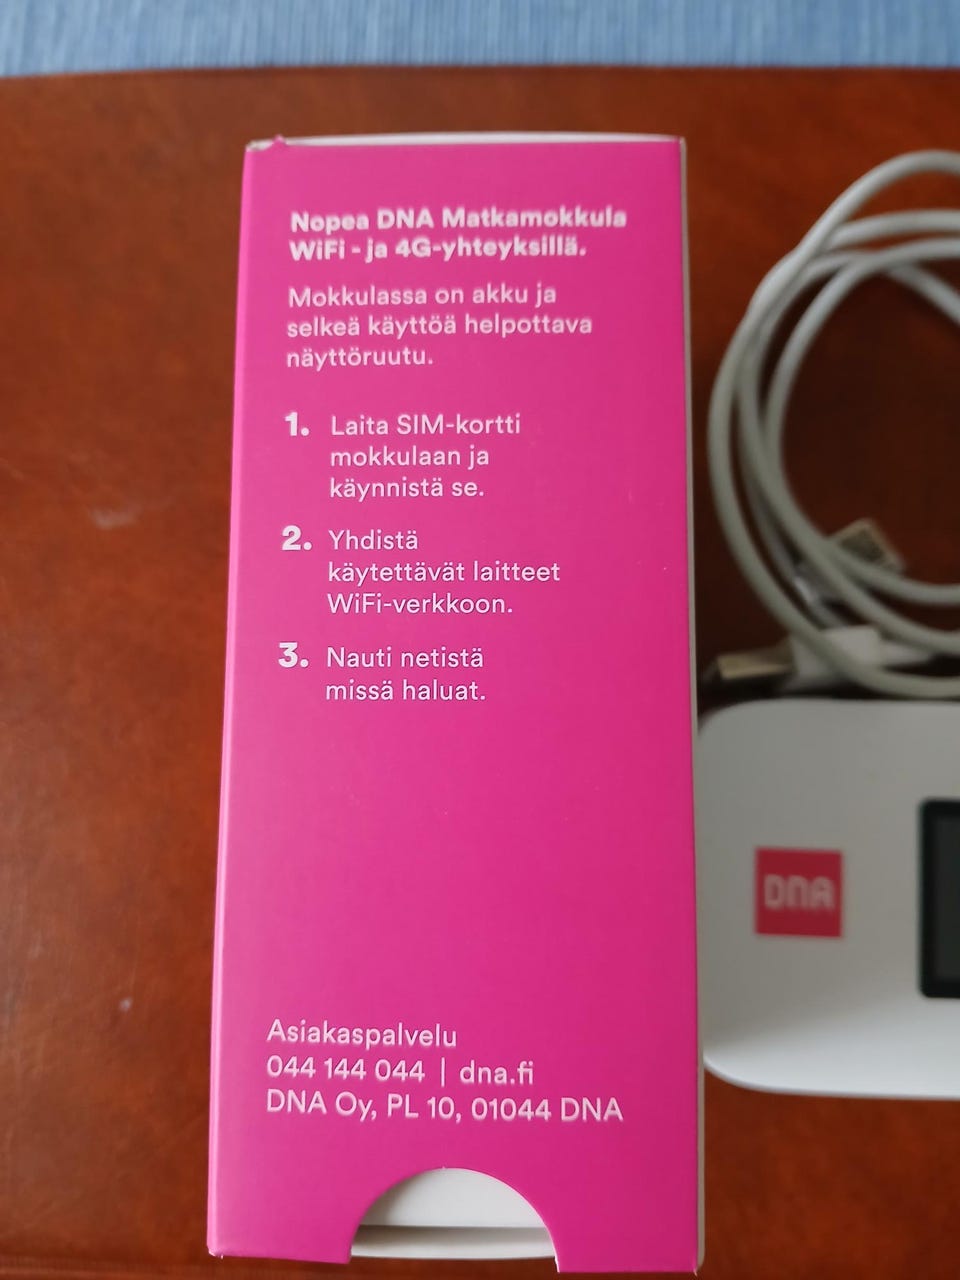 Nopea DNA Matkamokkula
WiFi - ja 4G-yhteyksillä.
Mokkulassa on akku ja
selkeä käyttöä helpottava
näyttöruutu.
1. Laita SIM-kortti
mokkulaan ja
käynnistä se.
2. Yhdistä
käytettävät laitteet
WiFi-verkkoon.
3. Nauti netistä
missä haluat.
Asiakaspalvelu
044 144 044 | dna.fi
DNA Oy, PL 10, 01044 DNA
DNA